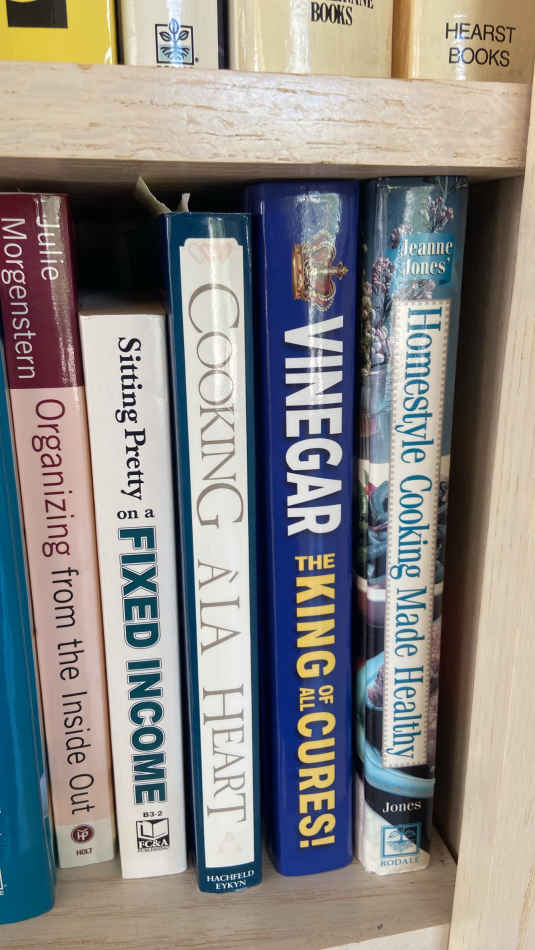 BOOKS
HEARST
BOOKS
Julie
Morgenstern
Organizing from the Inside Out
HOLT
Sitting Pretty
on a
FIXED INCOME
B3-2
FC&A
COOKING À LA HEART
HACHFELD
EYKYN
VINEGAR
THE KING OF ALL CURES!
Jeanne
Jones'
Homestyle Cooking Made Healthy
Jones
RODALE